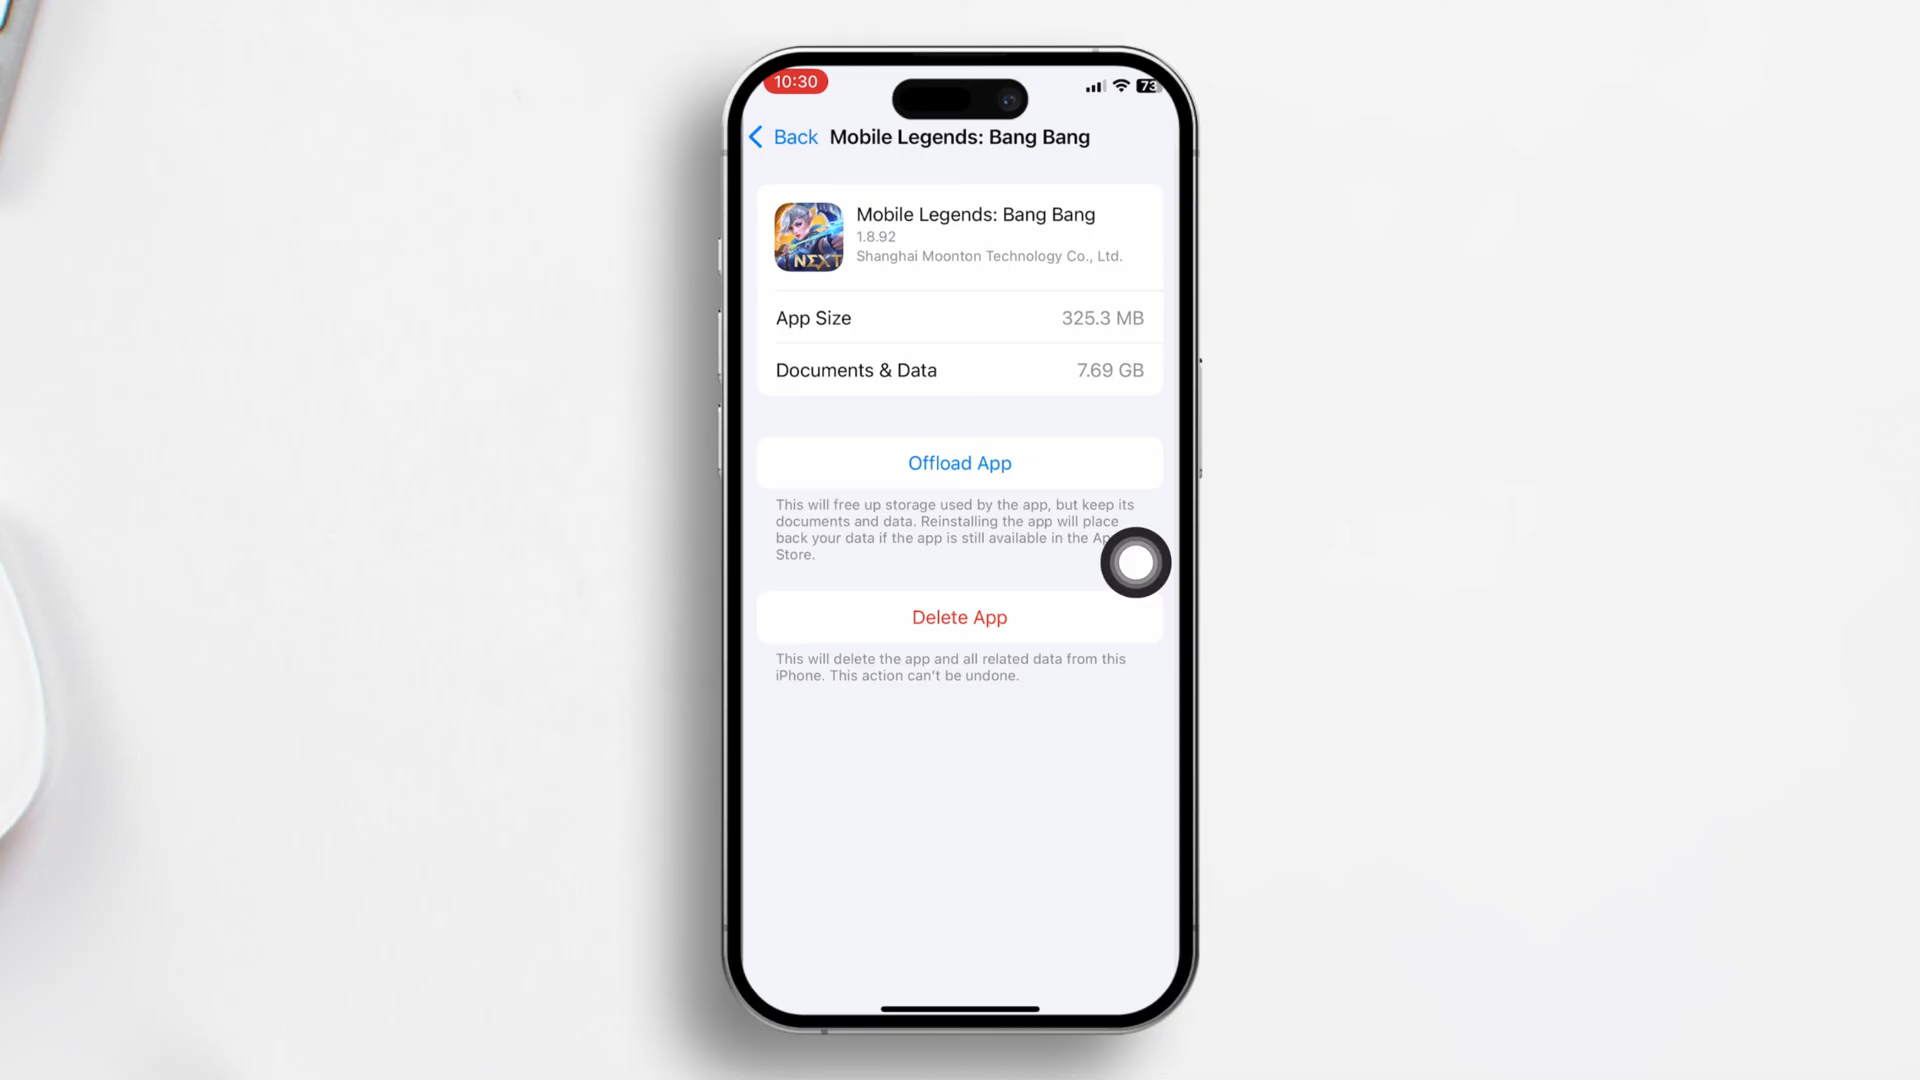 10:30
73
Back
Mobile Legends: Bang Bang
NEXT
Mobile Legends: Bang Bang
1.8.92
Shanghai Moonton Technology Co., Ltd.
App Size 325.3 MB
Documents & Data 7.69 GB
Offload App
This will free up storage used by the app, but keep its
documents and data. Reinstalling the app will place
back your data if the app is still available in the
Store.
Delete App
This will delete the app and all related data from this
iPhone. This action can't be undone.